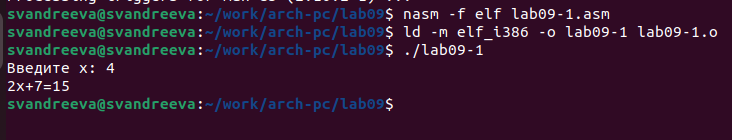 svandreeva@svandreeva:~/work/arch-pc/lab09$ nasm -f elf lab09-1.asm
svandreeva@svandreeva:~/work/arch-pc/lab09$ ld -m elf_i386 -o lab09-1 lab09-1.o
svandreeva@svandreeva:~/work/arch-pc/lab09$ ./lab09-1
Введите x: 4
2x+7=15
svandreeva@svandreeva:~/work/arch-pc/lab09$